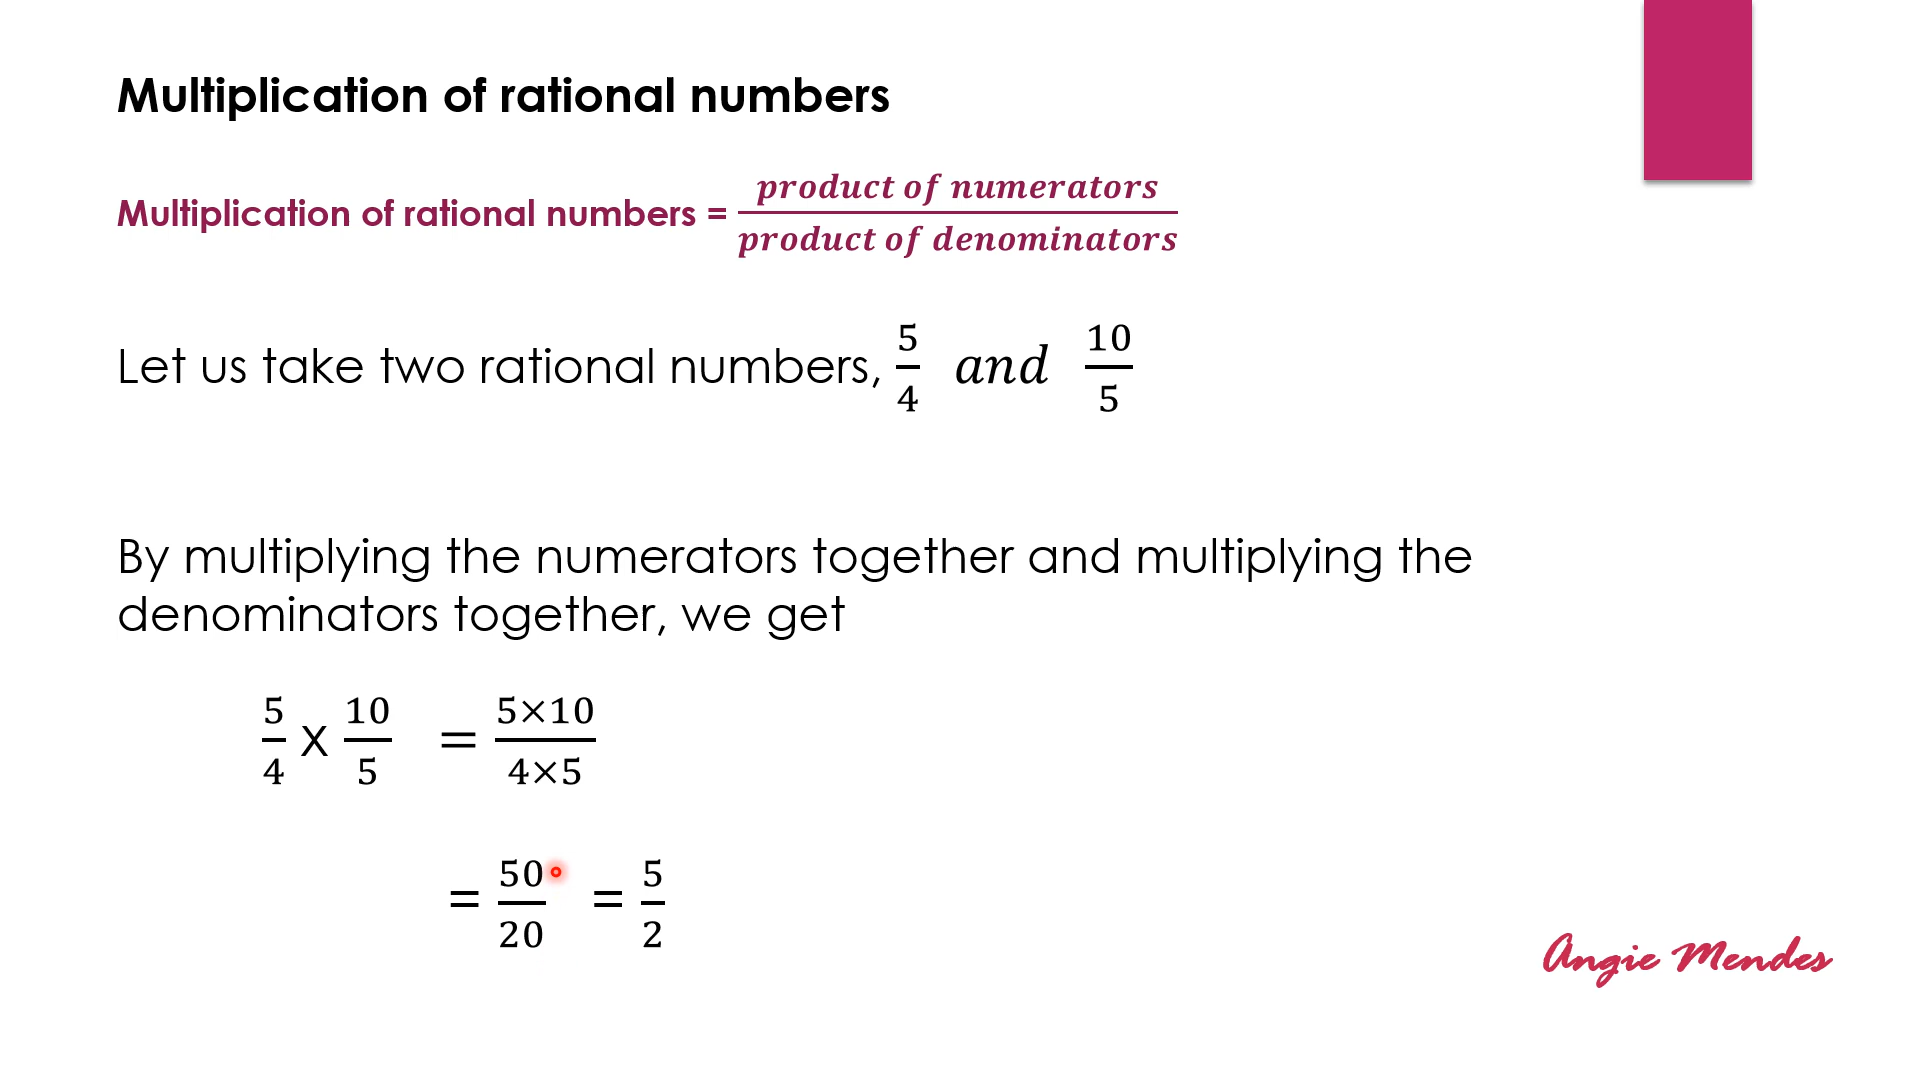 Multiplication of rational numbers
Multiplication of rational numbers = product of numerators / product of denominators
Let us take two rational numbers, 5/4 and 10/5
By multiplying the numerators together and multiplying the
denominators together, we get
5/4 x 10/5 = 5×10/4×5
= 50/20 = 5/2
Angie Mendes